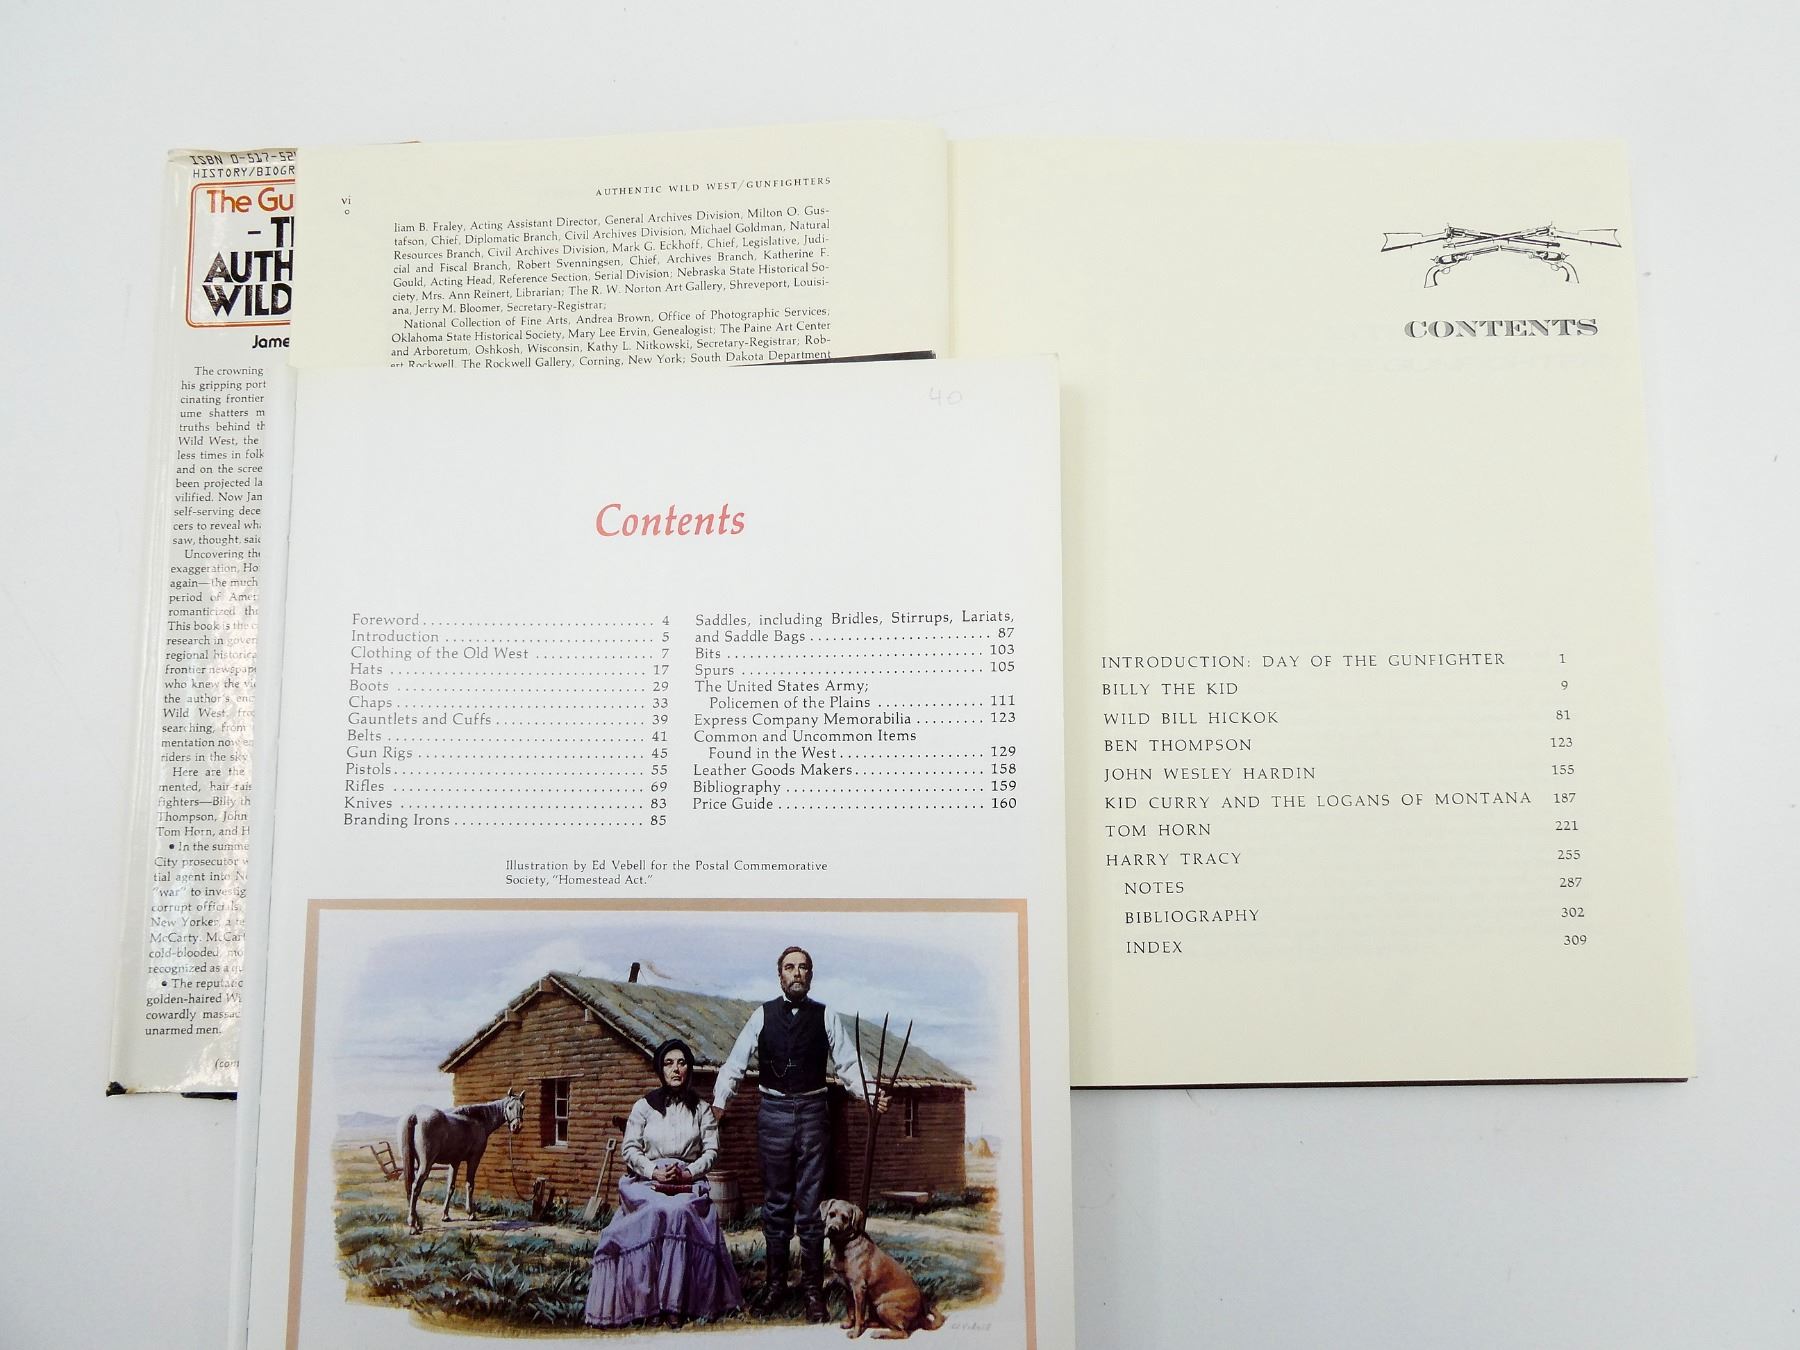 ISBN 0-517-52
HISTORY/BIOGR
The Gu
AUTH
WILD
Jame
The crowning
his gripping port
cinating frontier
ume shatters m
truths behind th
Wild West, the
less times in folk
and on the scree
been projected la
vilified. Now Jan
self-serving dece
cers to reveal wh
saw, thought, said
Uncovering the
exaggeration, Ho
again—the much
period of Amer
romanticized the
This book is the
research in gover
regional historica
frontier newspape
who knew the vi
the author's enc
Wild West, fro
searching, from
mentation now e
riders in the sky
Here are the
mented, hair-rais
fighters—Billy th
Thompson, John
Tom Horn, and H
• In the summe
City prosecutor w
tial agent into Ne
"war" to investig
corrupt officials,
New Yorker, a te
McCarty. McCart
cold-blooded, mo
recognized as a qu
• The reputatio
golden-haired Wi
cowardly massac
unarmed men.
(con
vi
AUTHENTIC WILD WEST/GUNFIGHTERS
liam B. Fraley, Acting Assistant Director, General Archives Division, Milton O. Gus-
tafson, Chief, Diplomatic Branch, Civil Archives Division, Michael Goldman, Natural
Resources Branch, Civil Archives Division, Mark G. Eckhoff, Chief, Legislative, Judi-
cial and Fiscal Branch, Robert Svenningsen, Chief, Archives Branch, Katherine F.
Gould, Acting Head, Reference Section, Serial Division; Nebraska State Historical So-
ciety, Mrs. Ann Reinert, Librarian; The R. W. Norton Art Gallery, Shreveport, Louisi-
ana, Jerry M. Bloomer, Secretary-Registrar;
National Collection of Fine Arts, Andrea Brown, Office of Photographic Services;
Oklahoma State Historical Society, Mary Lee Ervin, Genealogist; The Paine Art Center
and Arboretum, Oshkosh, Wisconsin, Kathy L. Nitkowski, Secretary-Registrar; Rob-
ert Rockwell, The Rockwell Gallery, Corning, New York; South Dakota Department
40
Contents
Foreword 4
Introduction 5
Clothing of the Old West 7
Hats 17
Boots 29
Chaps 33
Gauntlets and Cuffs 39
Belts 41
Gun Rigs 45
Pistols 55
Rifles 69
Knives 83
Branding Irons 85
Saddles, including Bridles, Stirrups, Lariats,
and Saddle Bags 87
Bits 103
Spurs 105
The United States Army;
Policemen of the Plains 111
Express Company Memorabilia 123
Common and Uncommon Items
Found in the West 129
Leather Goods Makers 158
Bibliography 159
Price Guide 160
Illustration by Ed Vebell for the Postal Commemorative
Society, "Homestead Act."
CONTENTS
INTRODUCTION: DAY OF THE GUNFIGHTER 1
BILLY THE KID 9
WILD BILL HICKOK 81
BEN THOMPSON 123
JOHN WESLEY HARDIN 155
KID CURRY AND THE LOGANS OF MONTANA 187
TOM HORN 221
HARRY TRACY 255
NOTES 287
BIBLIOGRAPHY 302
INDEX 309